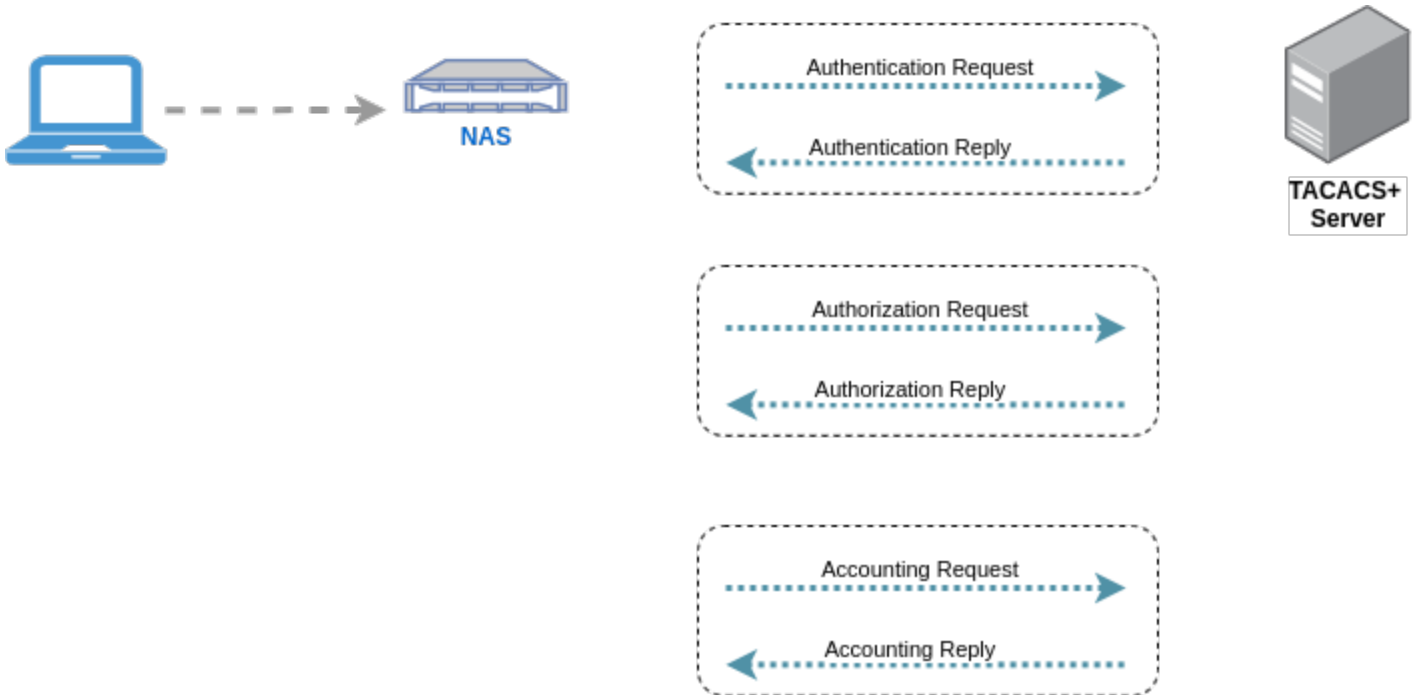 Authentication Request
NAS
Authentication Reply
TACACS+
Server
Authorization Request
Authorization Reply
Accounting Request
Accounting Reply